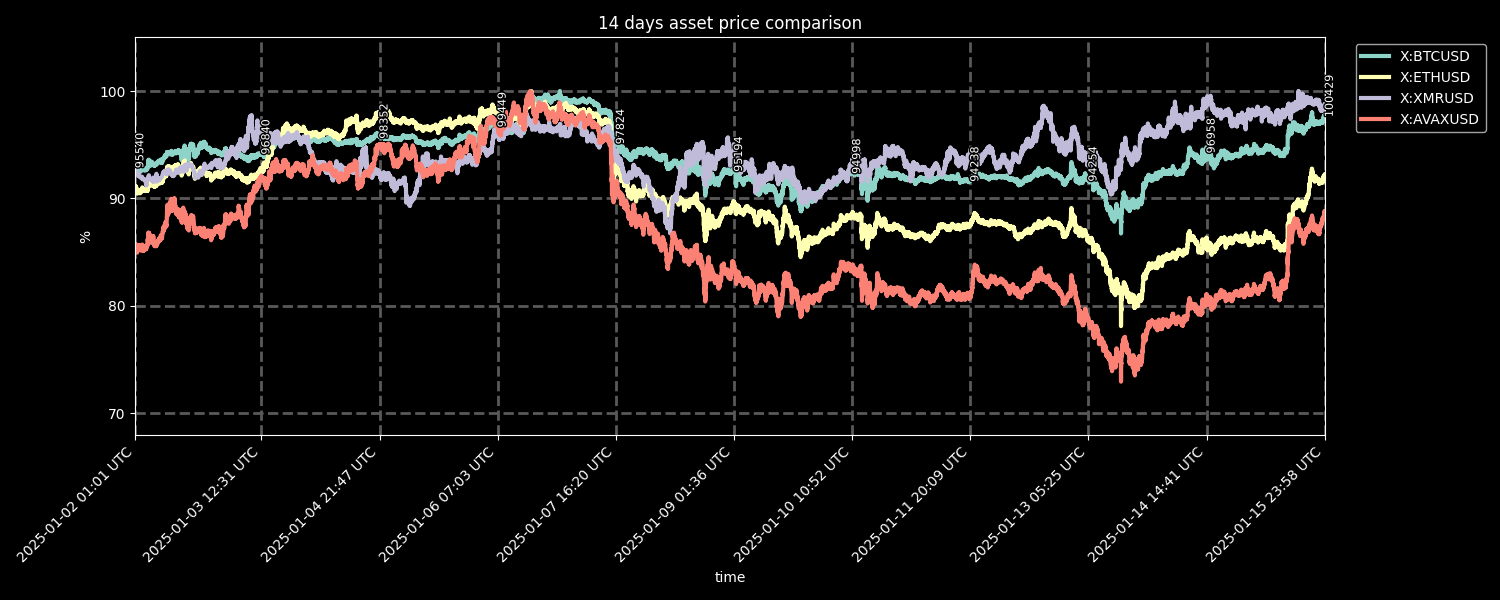 14 days asset price comparison
X:BTCUSD
X:ETHUSD
X:XMRUSD
X:AVAXUSD
%
100
90
80
70
95540
96840
98352
99449
97824
95194
94998
94238
94254
96958
100429
2025-01-02 01:01 UTC
2025-01-03 12:31 UTC
2025-01-04 21:47 UTC
2025-01-06 07:03 UTC
2025-01-07 16:20 UTC
2025-01-09 01:36 UTC
2025-01-10 10:52 UTC
2025-01-11 20:09 UTC
2025-01-13 05:25 UTC
2025-01-14 14:41 UTC
2025-01-15 23:58 UTC
time